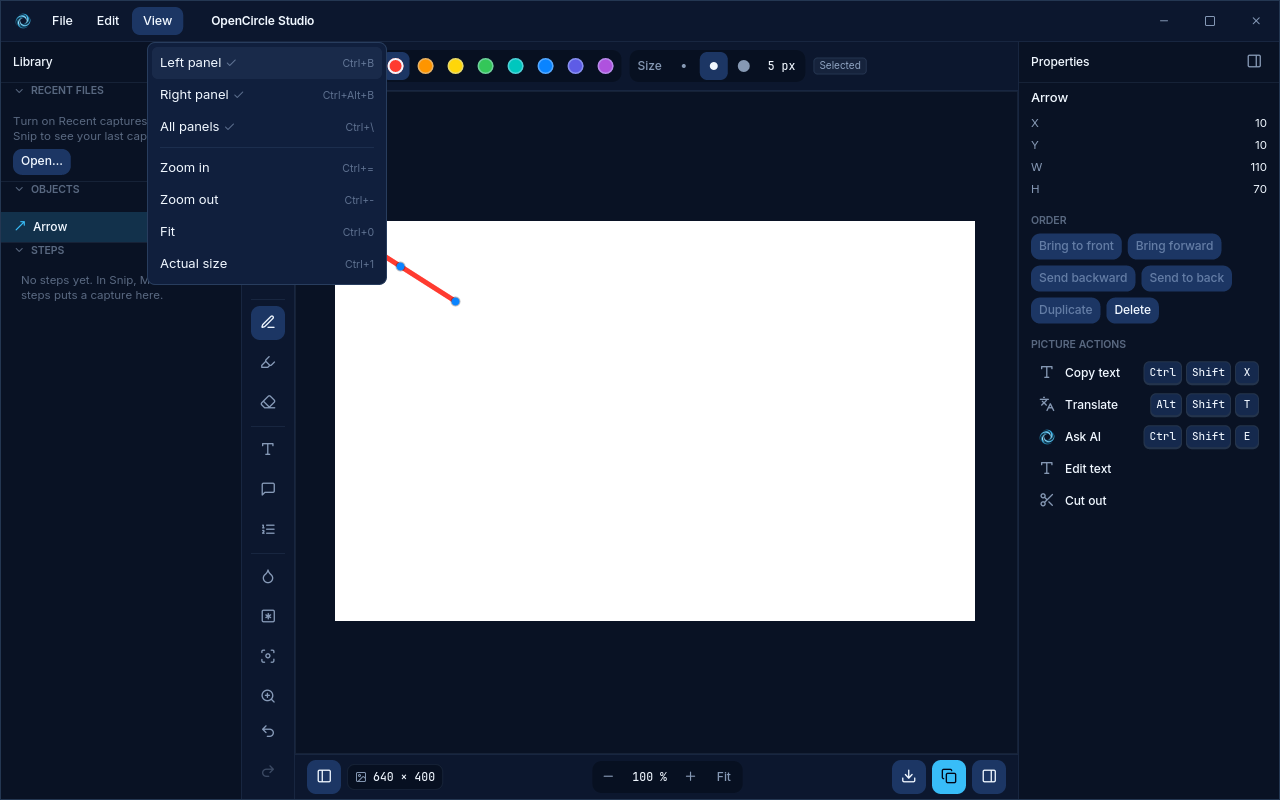 File Edit View OpenCircle Studio
Library
RECENT FILES
Turn on Recent captures
Snip to see your last cap
Open...
OBJECTS
Arrow
STEPS
No steps yet. In Snip, M
steps puts a capture here.
Left panel Ctrl+B
Right panel Ctrl+Alt+B
All panels Ctrl+\
Zoom in Ctrl+=
Zoom out Ctrl+-
Fit Ctrl+0
Actual size Ctrl+1
Size 5 px Selected
640 × 400
100 % Fit
Properties
Arrow
X 10
Y 10
W 110
H 70
ORDER
Bring to front Bring forward
Send backward Send to back
Duplicate Delete
PICTURE ACTIONS
Copy text Ctrl Shift X
Translate Alt Shift T
Ask AI Ctrl Shift E
Edit text
Cut out